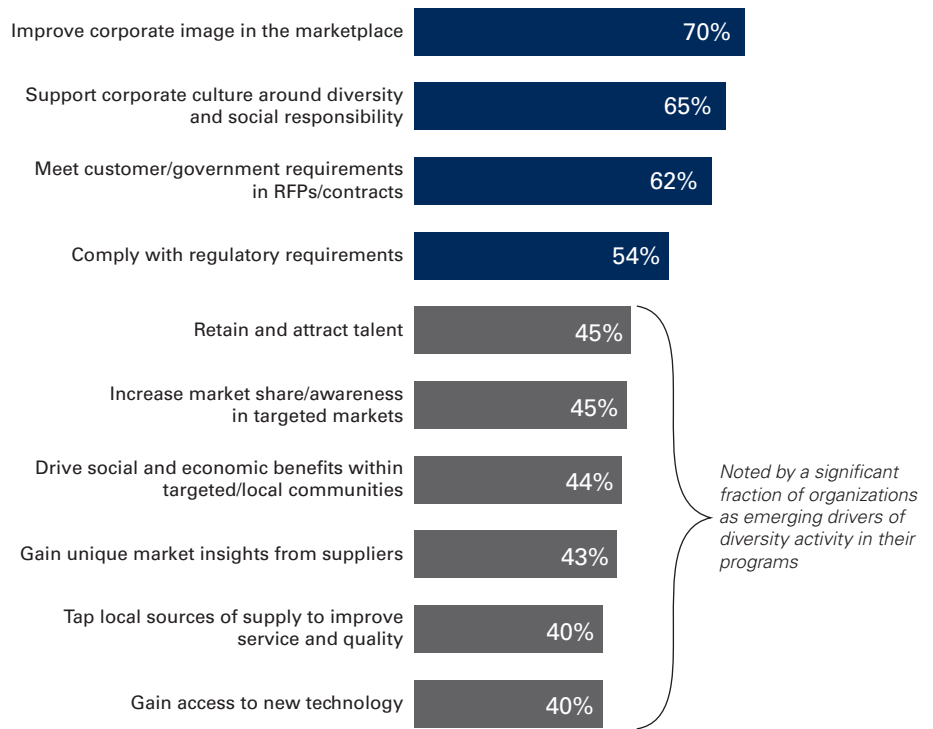 Improve corporate image in the marketplace
70%
Support corporate culture around diversity
and social responsibility
65%
Meet customer/government requirements
in RFPs/contracts
62%
Comply with regulatory requirements
54%
Retain and attract talent
45%
Increase market share/awareness
in targeted markets
45%
Drive social and economic benefits within
targeted/local communities
44%
Gain unique market insights from suppliers
43%
Tap local sources of supply to improve
service and quality
40%
Gain access to new technology
40%
Noted by a significant
fraction of organizations
as emerging drivers of
diversity activity in their
programs